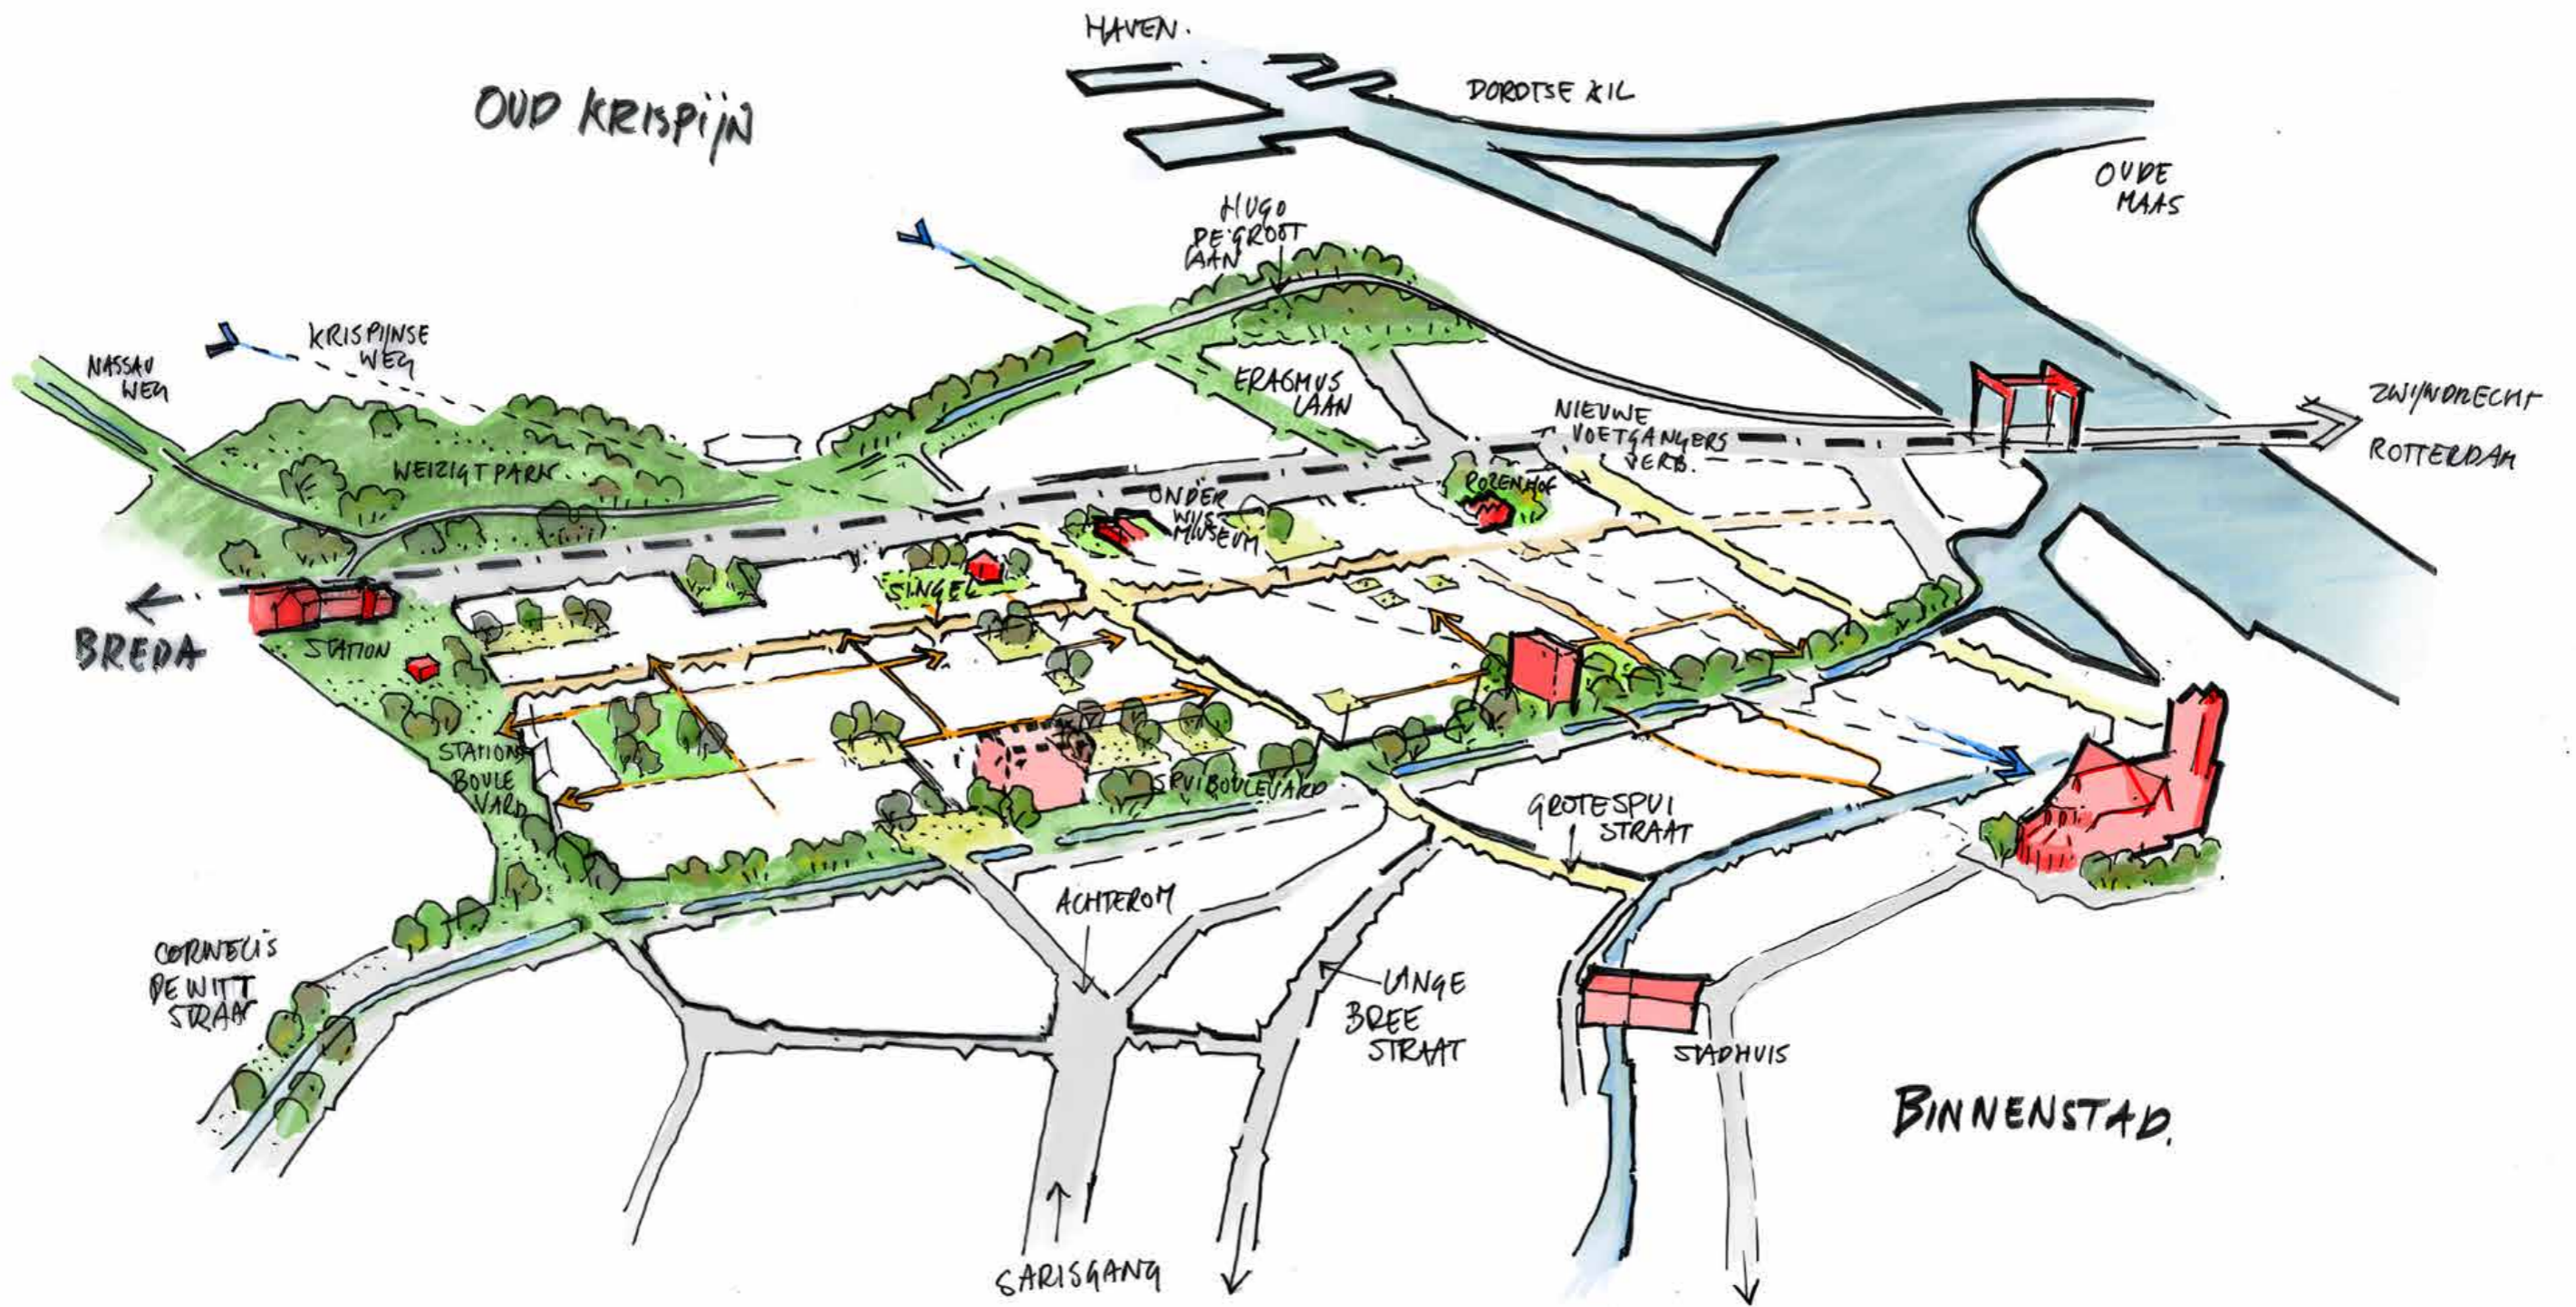 HAVEN.
OUD KRISPIJN
DORDTSE KIL
OUDE
MAAS
HUGO
DE GROOT
LAAN
KRISPIJNSE
WEG
NASSAU
WEG
ERASMUS
LAAN
NIEUWE
VOETGANGERS
VERB.
ZWIJNDRECHT
ROTTERDAM
WEIZIGTPARK.
ONDER
WIJS
MUSEUM
ROZENHOF
SINGEL
BREDA
STATION
STATIONS
BOULE
VARD
SPUIBOULEVARD
GROTESPUI
STRAAT
ACHTEROM
CORNELIS
DE WITT
STRAAT
LANGE
BREE
STRAAT
STADHUIS
BINNENSTAD.
SARISGANG